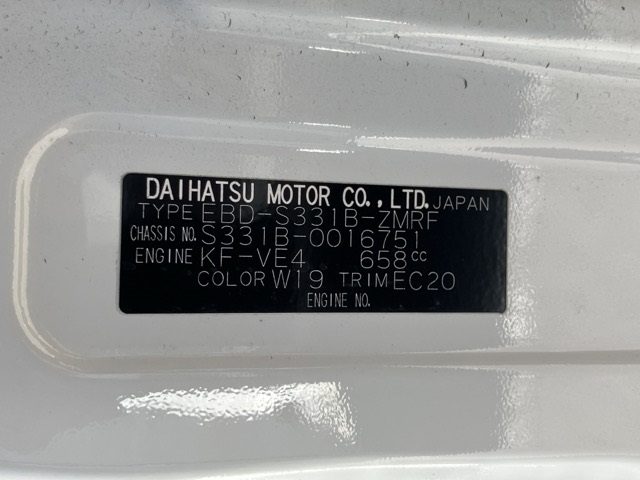 DAIHATSU MOTOR CO.,LTD. JAPAN
TYPE EBD-S331B-ZMRF
CHASSIS NO. S331B-0016751
ENGINE KF-VE4 658cc
COLOR W19 TRIM EC20
ENGINE NO.